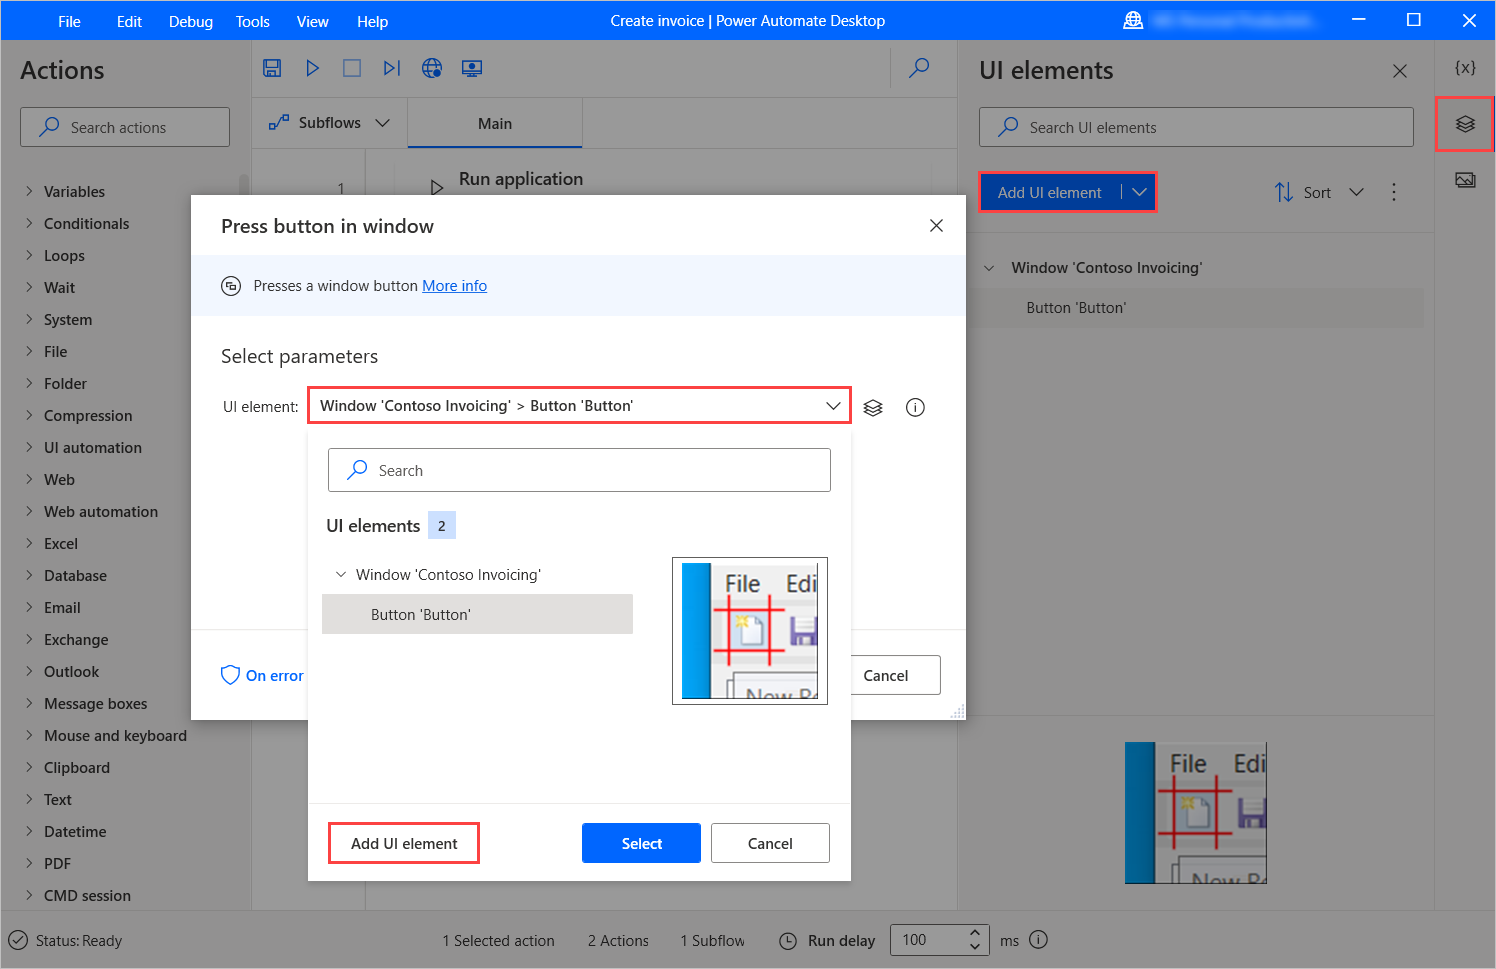 File Edit Debug Tools View Help Create invoice | Power Automate Desktop
Actions
Search actions
Variables
Conditionals
Loops
Wait
System
File
Folder
Compression
UI automation
Web
Web automation
Excel
Database
Email
Exchange
Outlook
Message boxes
Mouse and keyboard
Clipboard
Text
Datetime
PDF
CMD session
Subflows Main
1 Run application
Press button in window
Presses a window button More info
Select parameters
UI element: Window 'Contoso Invoicing' > Button 'Button'
Search
UI elements 2
Window 'Contoso Invoicing'
Button 'Button'
File Edi
New Re
On error Cancel
Add UI element Select Cancel
UI elements
{x}
Search UI elements
Add UI element Sort
Window 'Contoso Invoicing'
Button 'Button'
File Edi
New Re
Status: Ready 1 Selected action 2 Actions 1 Subflow Run delay 100 ms